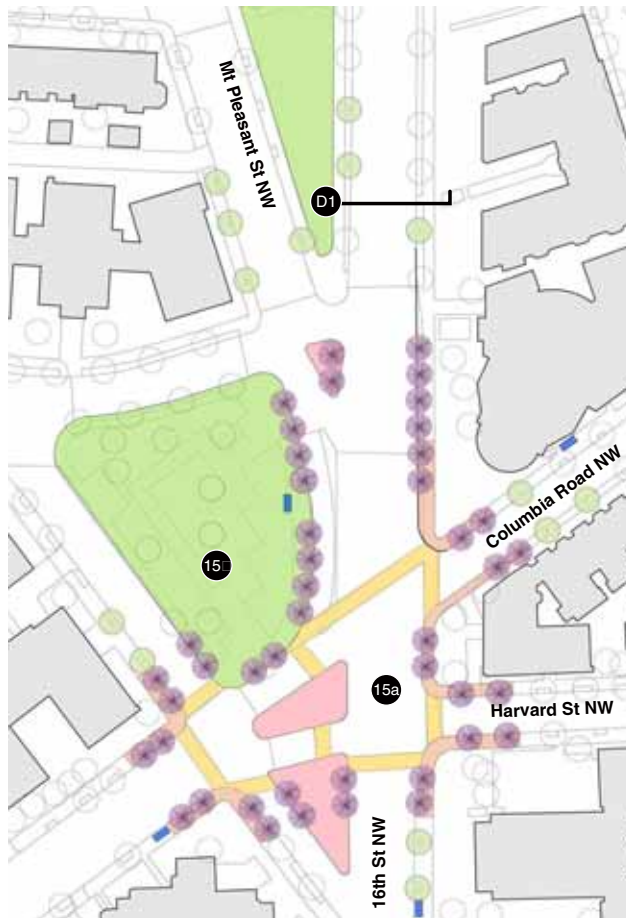 Mt Pleasant St NW
D1
Columbia Road NW
15
15a
Harvard St NW
16th St NW